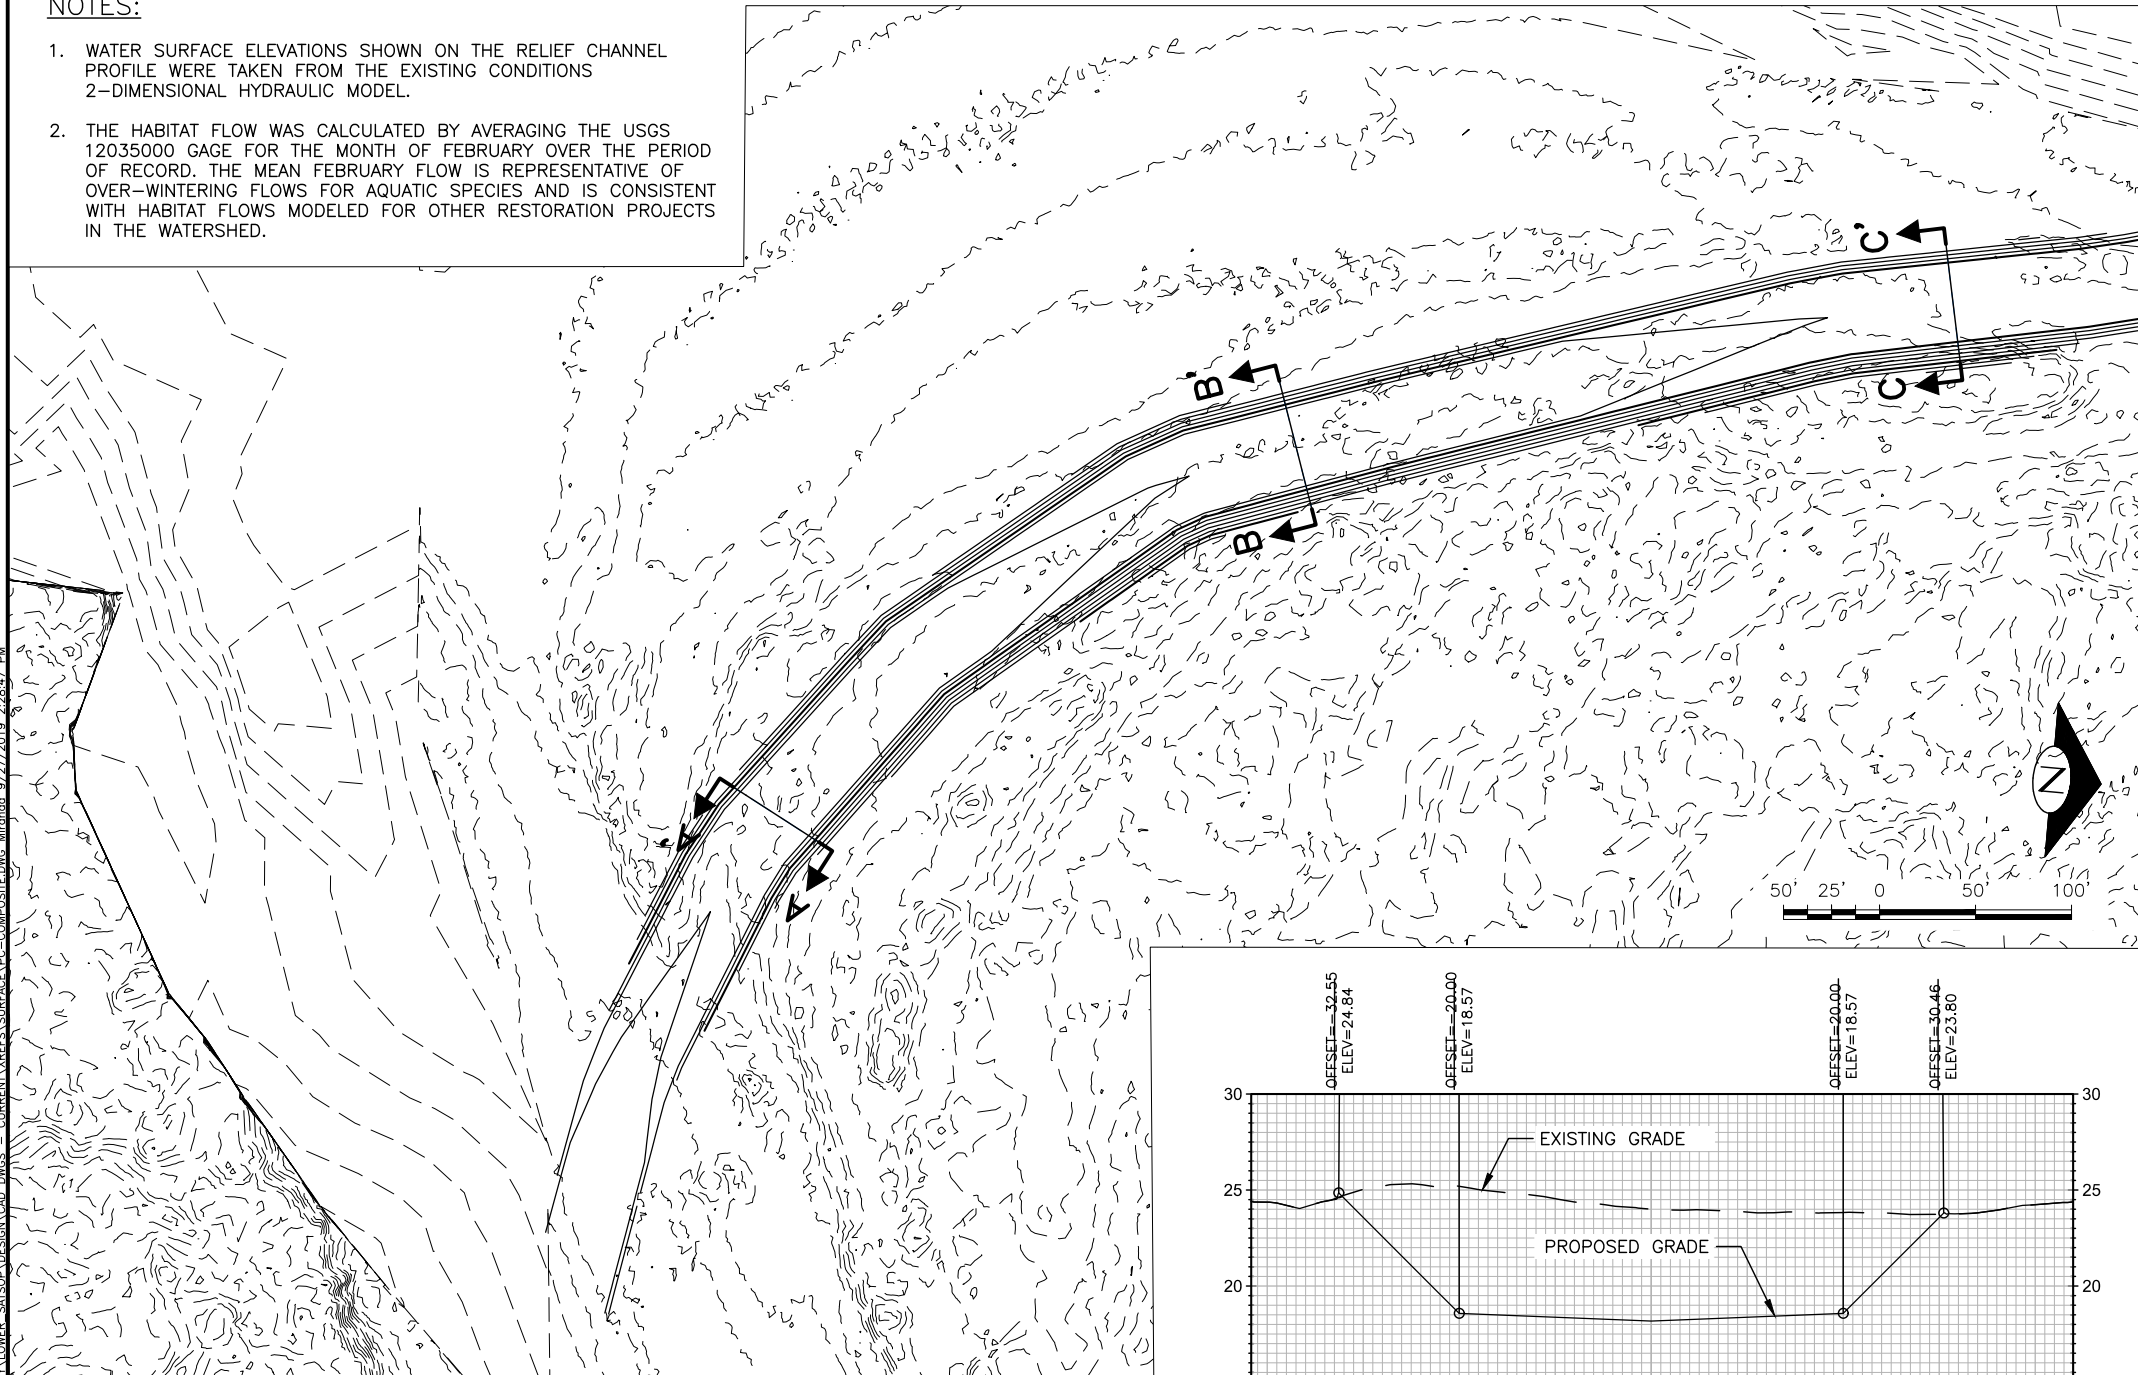 NOTES:
1. WATER SURFACE ELEVATIONS SHOWN ON THE RELIEF CHANNEL
PROFILE WERE TAKEN FROM THE EXISTING CONDITIONS
2-DIMENSIONAL HYDRAULIC MODEL.
2. THE HABITAT FLOW WAS CALCULATED BY AVERAGING THE USGS
12035000 GAGE FOR THE MONTH OF FEBRUARY OVER THE PERIOD
OF RECORD. THE MEAN FEBRUARY FLOW IS REPRESENTATIVE OF
OVER-WINTERING FLOWS FOR AQUATIC SPECIES AND IS CONSISTENT
WITH HABITAT FLOWS MODELED FOR OTHER RESTORATION PROJECTS
IN THE WATERSHED.
C'
C
B'
B
A'
A
N
50' 25' 0 50' 100'
OFFSET=-32.55
ELEV=24.84
OFFSET=-20.00
ELEV=18.57
OFFSET=20.00
ELEV=18.57
OFFSET=30.46
ELEV=23.80
30 30
EXISTING GRADE
25 25
PROPOSED GRADE
20 20